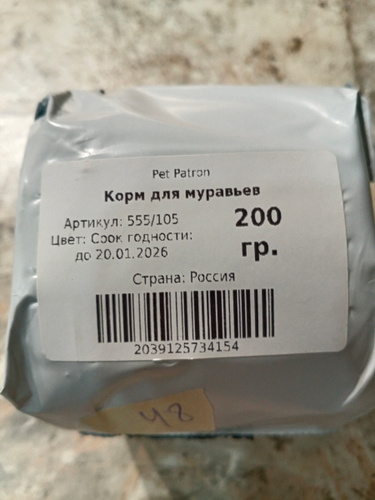 Pet Patron
Корм для муравьев
Артикул: 555/105
Цвет: Срок годности:
до 20.01.2026
200
гр.
Страна: Россия
2039125734154
48